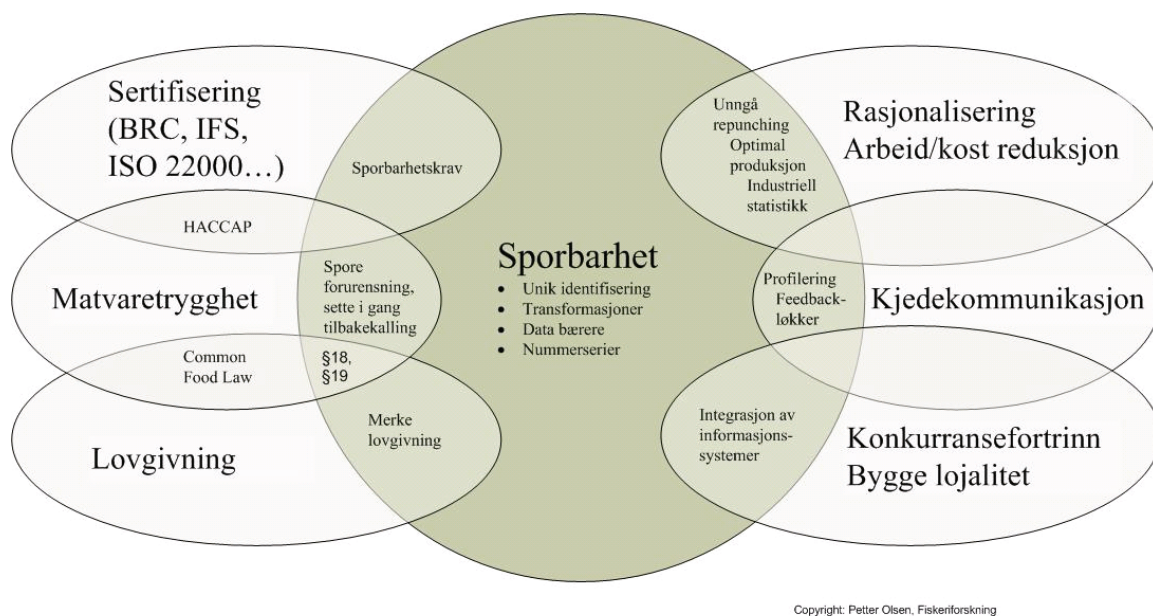 Sertifisering
(BRC, IFS,
ISO 22000…)
Sporbarhetskrav
HACCAP
Matvaretrygghet
Spore
forurensning,
sette i gang
tilbakekalling
Common
Food Law
§18,
§19
Lovgivning
Merke
lovgivning
Sporbarhet
• Unik identifisering
• Transformasjoner
• Data bærere
• Nummerserier
Unngå
repunching
Optimal
produksjon
Industriell
statistikk
Rasjonalisering
Arbeid/kost reduksjon
Profilering
Feedback-
løkker
Kjedekommunikasjon
Integrasjon av
informasjons-
systemer
Konkurransefortrinn
Bygge lojalitet
Copyright: Petter Olsen, Fiskeriforskning